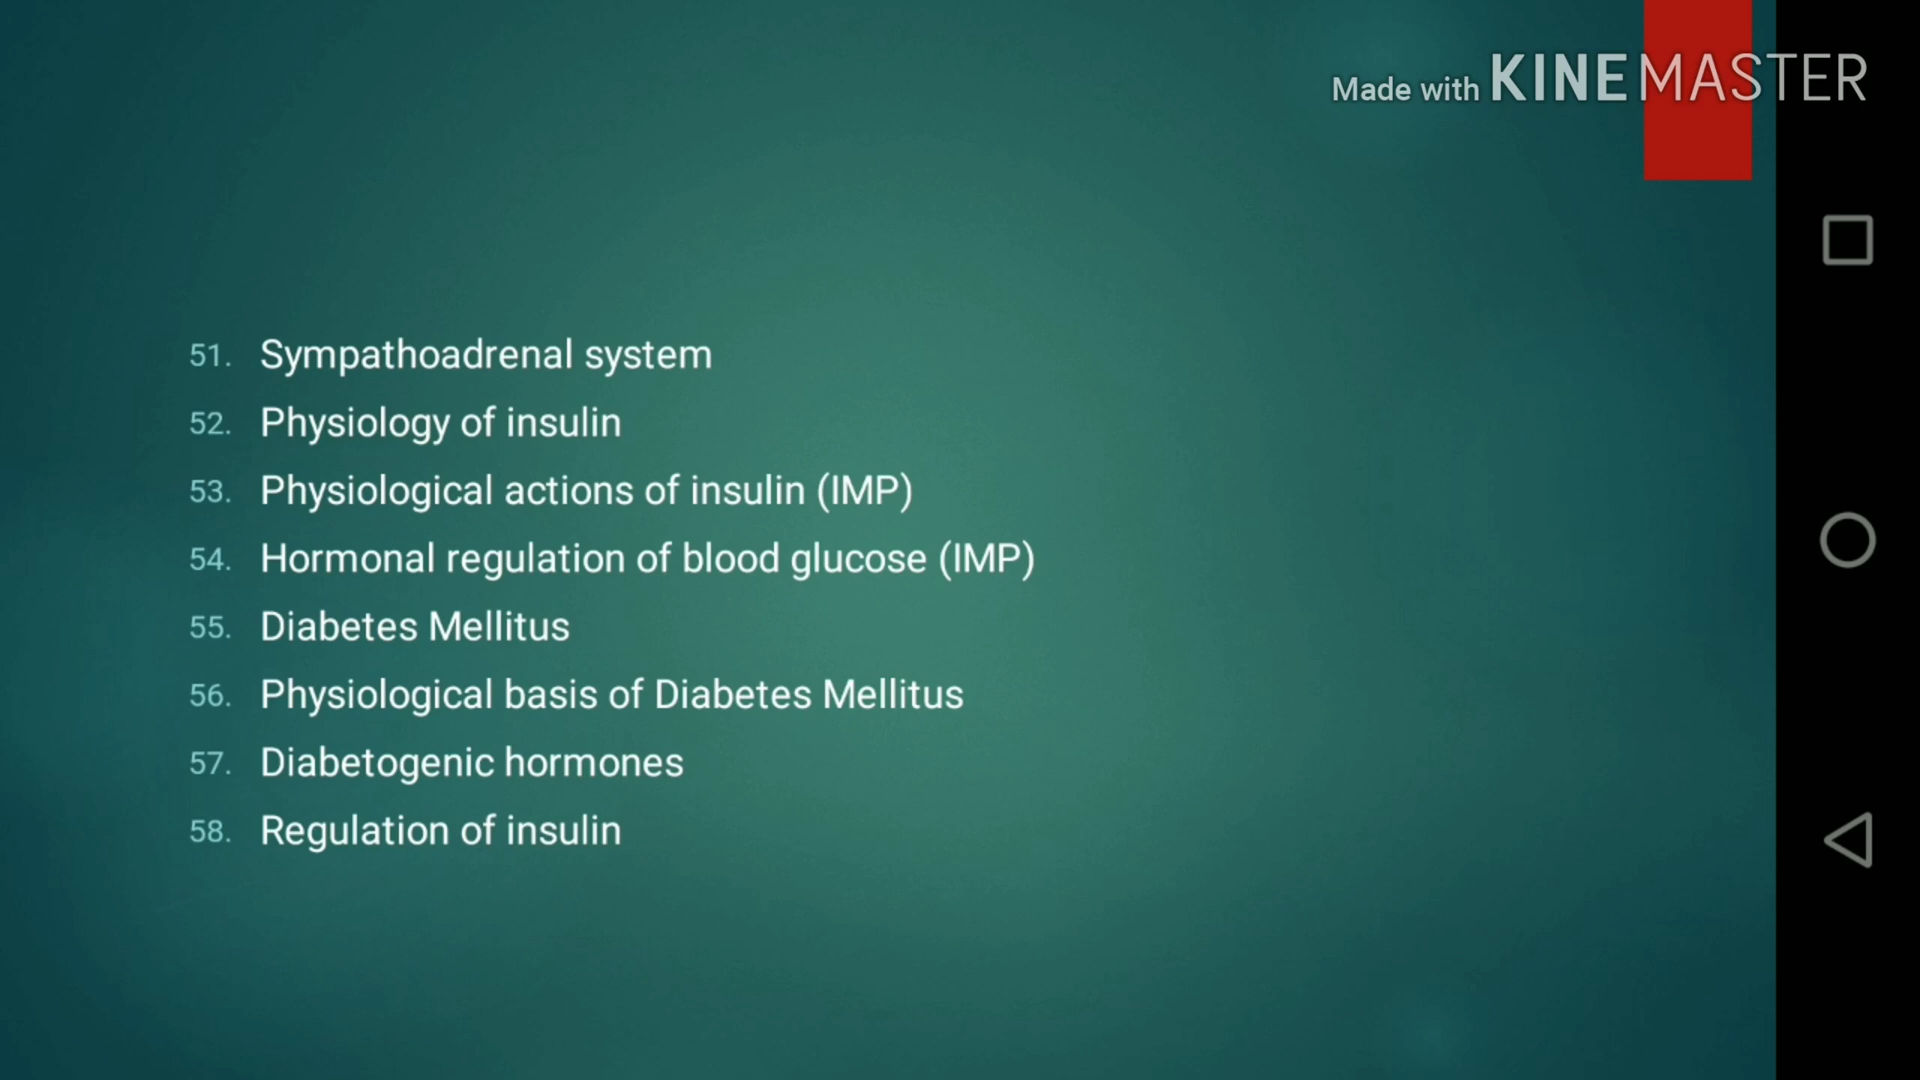 Made with KINEMASTER
51. Sympathoadrenal system
52. Physiology of insulin
53. Physiological actions of insulin (IMP)
54. Hormonal regulation of blood glucose (IMP)
55. Diabetes Mellitus
56. Physiological basis of Diabetes Mellitus
57. Diabetogenic hormones
58. Regulation of insulin